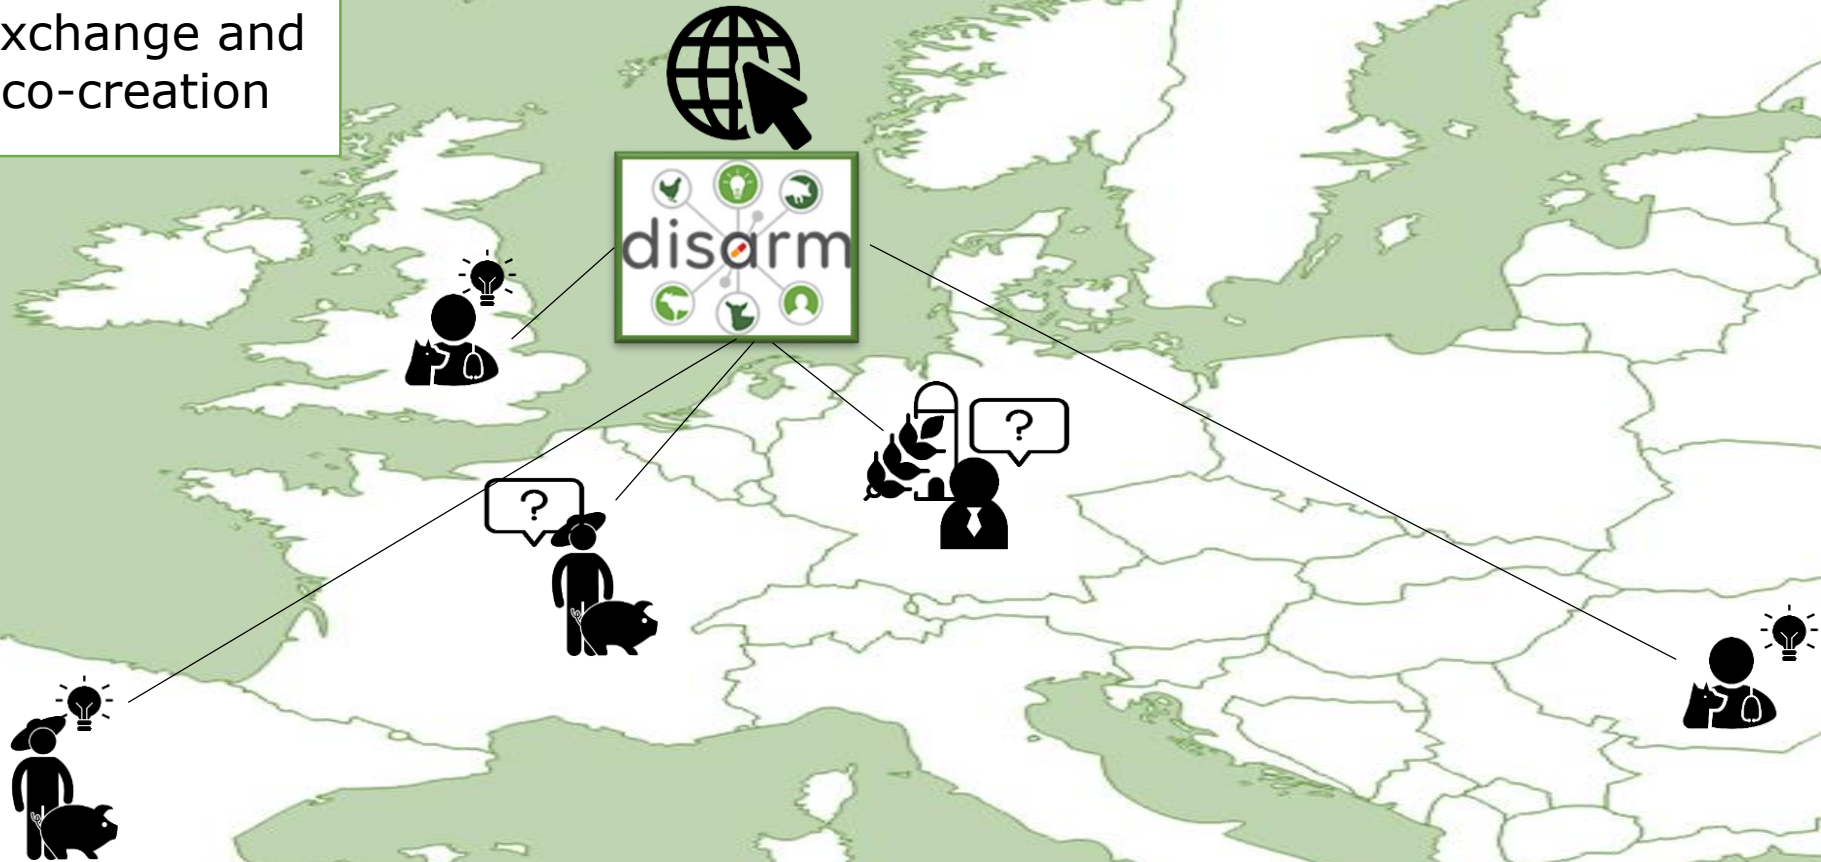 xchange and
co-creation
disarm
?
?